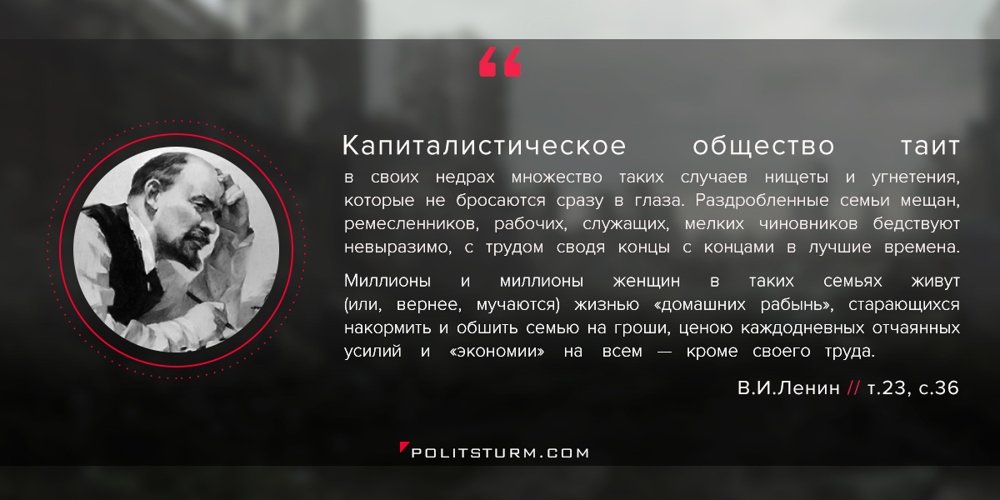 “
Капиталистическое общество таит
в своих недрах множество таких случаев нищеты и угнетения,
которые не бросаются сразу в глаза. Раздробленные семьи мещан,
ремесленников, рабочих, служащих, мелких чиновников бедствуют
невыразимо, с трудом сводя концы с концами в лучшие времена.
Миллионы и миллионы женщин в таких семьях живут
(или, вернее, мучаются) жизнью «домашних рабынь», старающихся
накормить и обшить семью на гроши, ценою каждодневных отчаянных
усилий и «экономии» на всем — кроме своего труда.
В.И.Ленин // т.23, с.36
POLITSTURM.COM